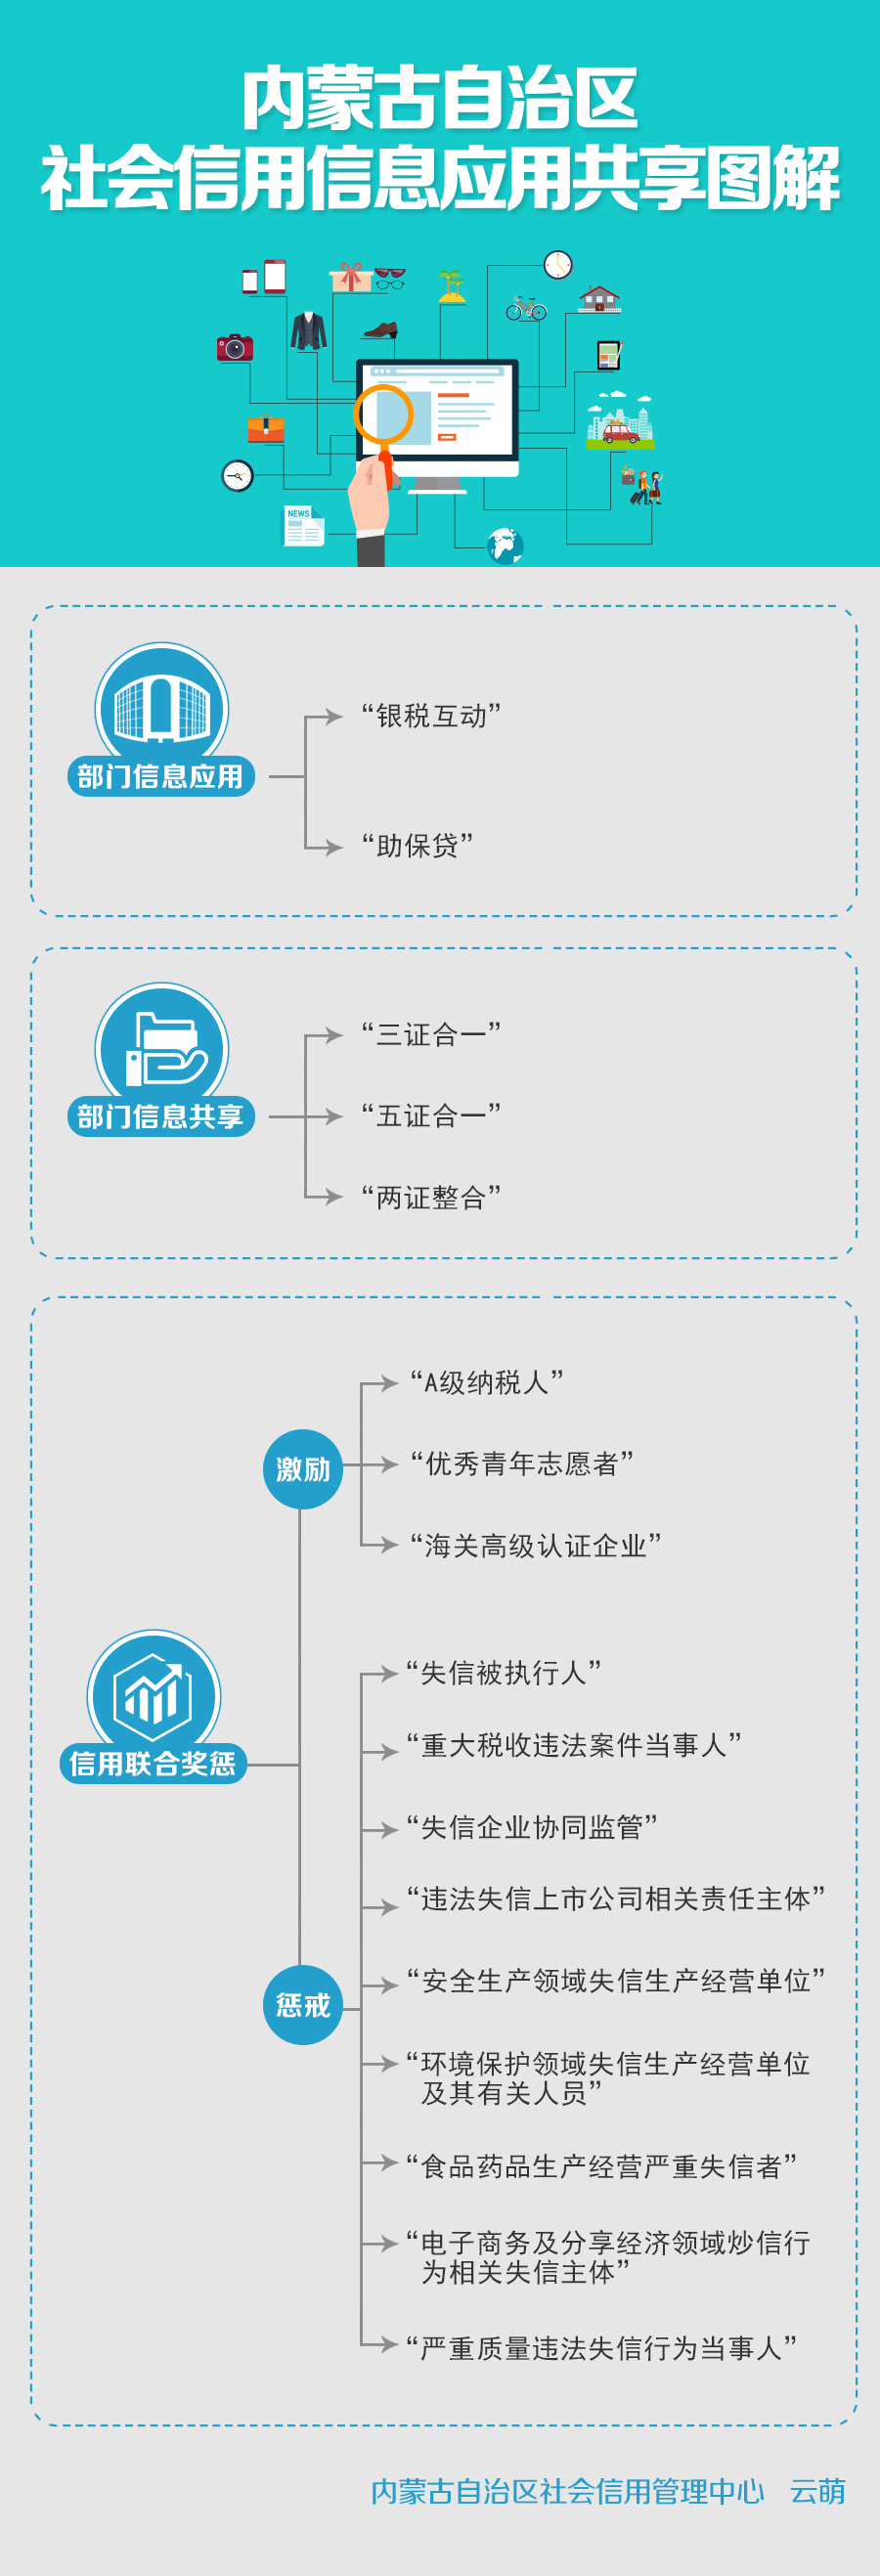 内蒙古自治区
社会信用信息应用共享图解
NEWS
部门信息应用
“银税互动”
“助保贷”
部门信息共享
“三证合一”
“五证合一”
“两证整合”
信用联合奖惩
激励
“A级纳税人”
“优秀青年志愿者”
“海关高级认证企业”
惩戒
“失信被执行人”
“重大税收违法案件当事人”
“失信企业协同监管”
“违法失信上市公司相关责任主体”
“安全生产领域失信生产经营单位”
“环境保护领域失信生产经营单位
及其有关人员”
“食品药品生产经营严重失信者”
“电子商务及分享经济领域炒信行
为相关失信主体”
“严重质量违法失信行为当事人”
内蒙古自治区社会信用管理中心 云萌